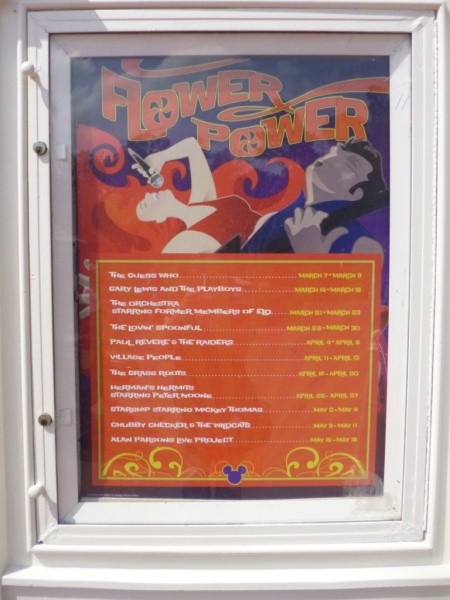 FLOWER
POWER
THE GUESS WHO MARCH 7 - MARCH 9
GARY LEWIS AND THE PLAYBOYS MARCH 14 - MARCH 16
THE ORCHESTRA
STARRING FORMER MEMBERS OF ELO MARCH 21 - MARCH 23
THE LOVIN' SPOONFUL MARCH 28 - MARCH 30
PAUL REVERE & THE RAIDERS APRIL 4 - APRIL 6
VILLAGE PEOPLE APRIL 11 - APRIL 13
THE GRASS ROOTS APRIL 18 - APRIL 20
HERMAN'S HERMITS
STARRING PETER NOONE APRIL 25 - APRIL 27
STARSHIP STARRING MICKEY THOMAS MAY 2 - MAY 4
CHUBBY CHECKER & THE WILDCATS MAY 9 - MAY 11
ALAN PARSONS LIVE PROJECT MAY 16 - MAY 18